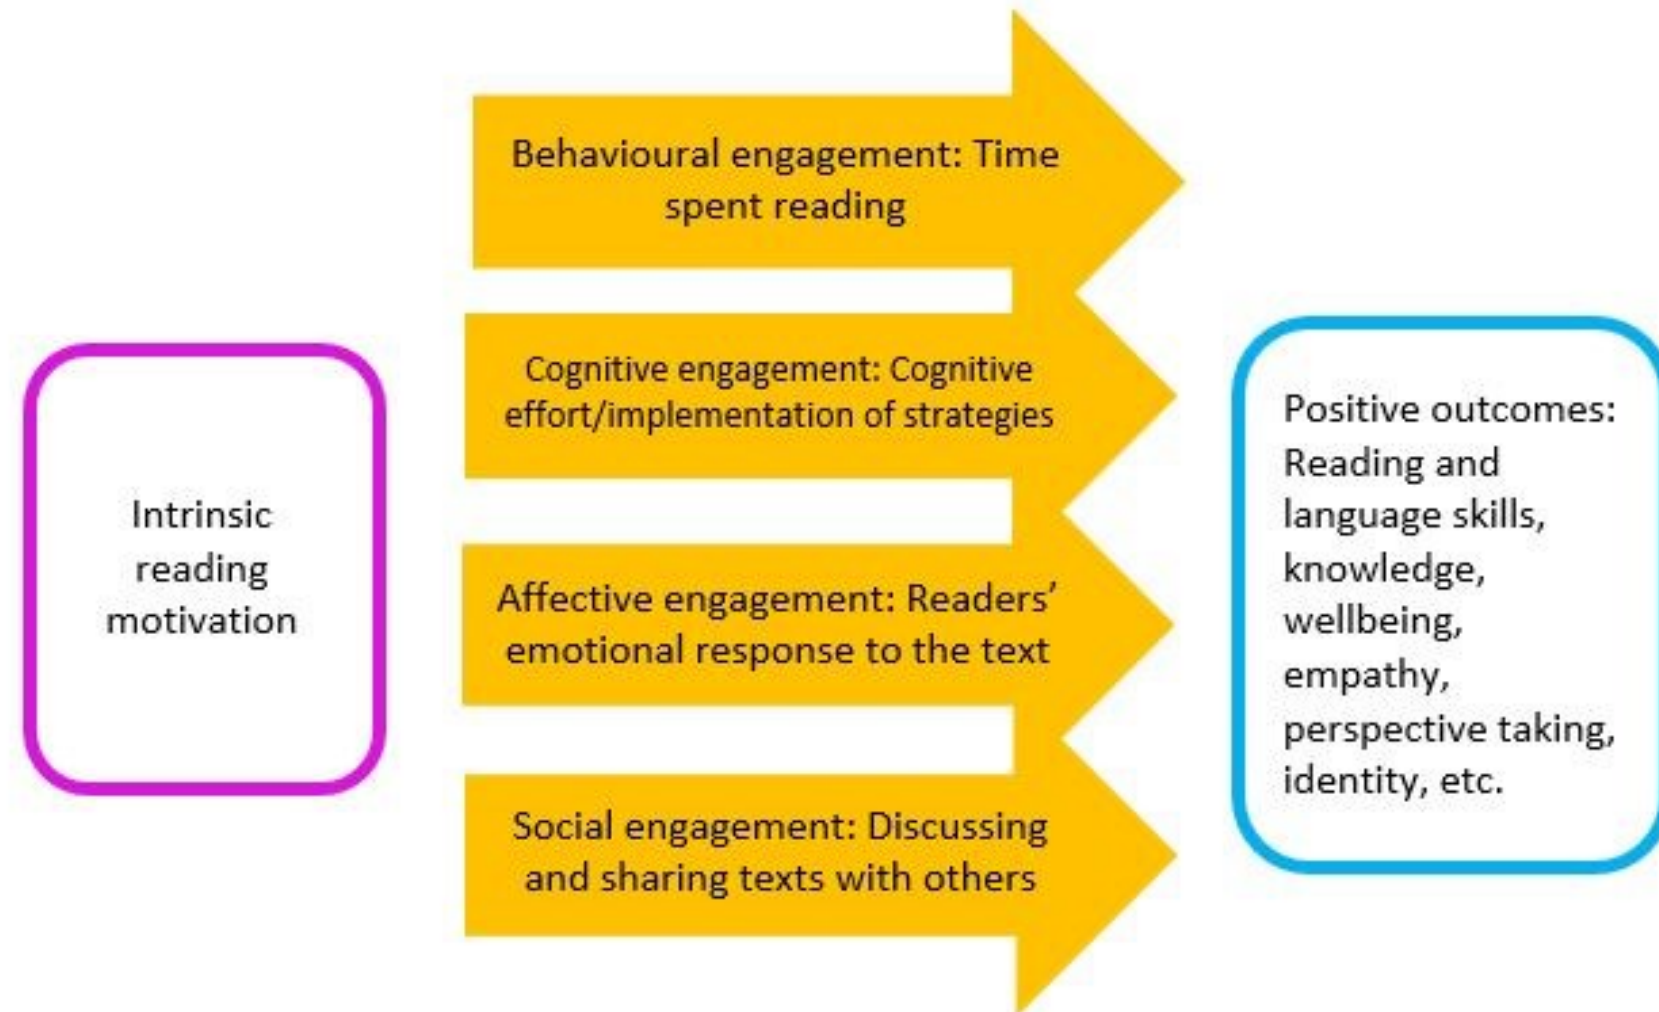 Behavioural engagement: Time
spent reading
Cognitive engagement: Cognitive
effort/implementation of strategies
Affective engagement: Readers’
emotional response to the text
Social engagement: Discussing
and sharing texts with others
Intrinsic
reading
motivation
Positive outcomes:
Reading and
language skills,
knowledge,
wellbeing,
empathy,
perspective taking,
identity, etc.